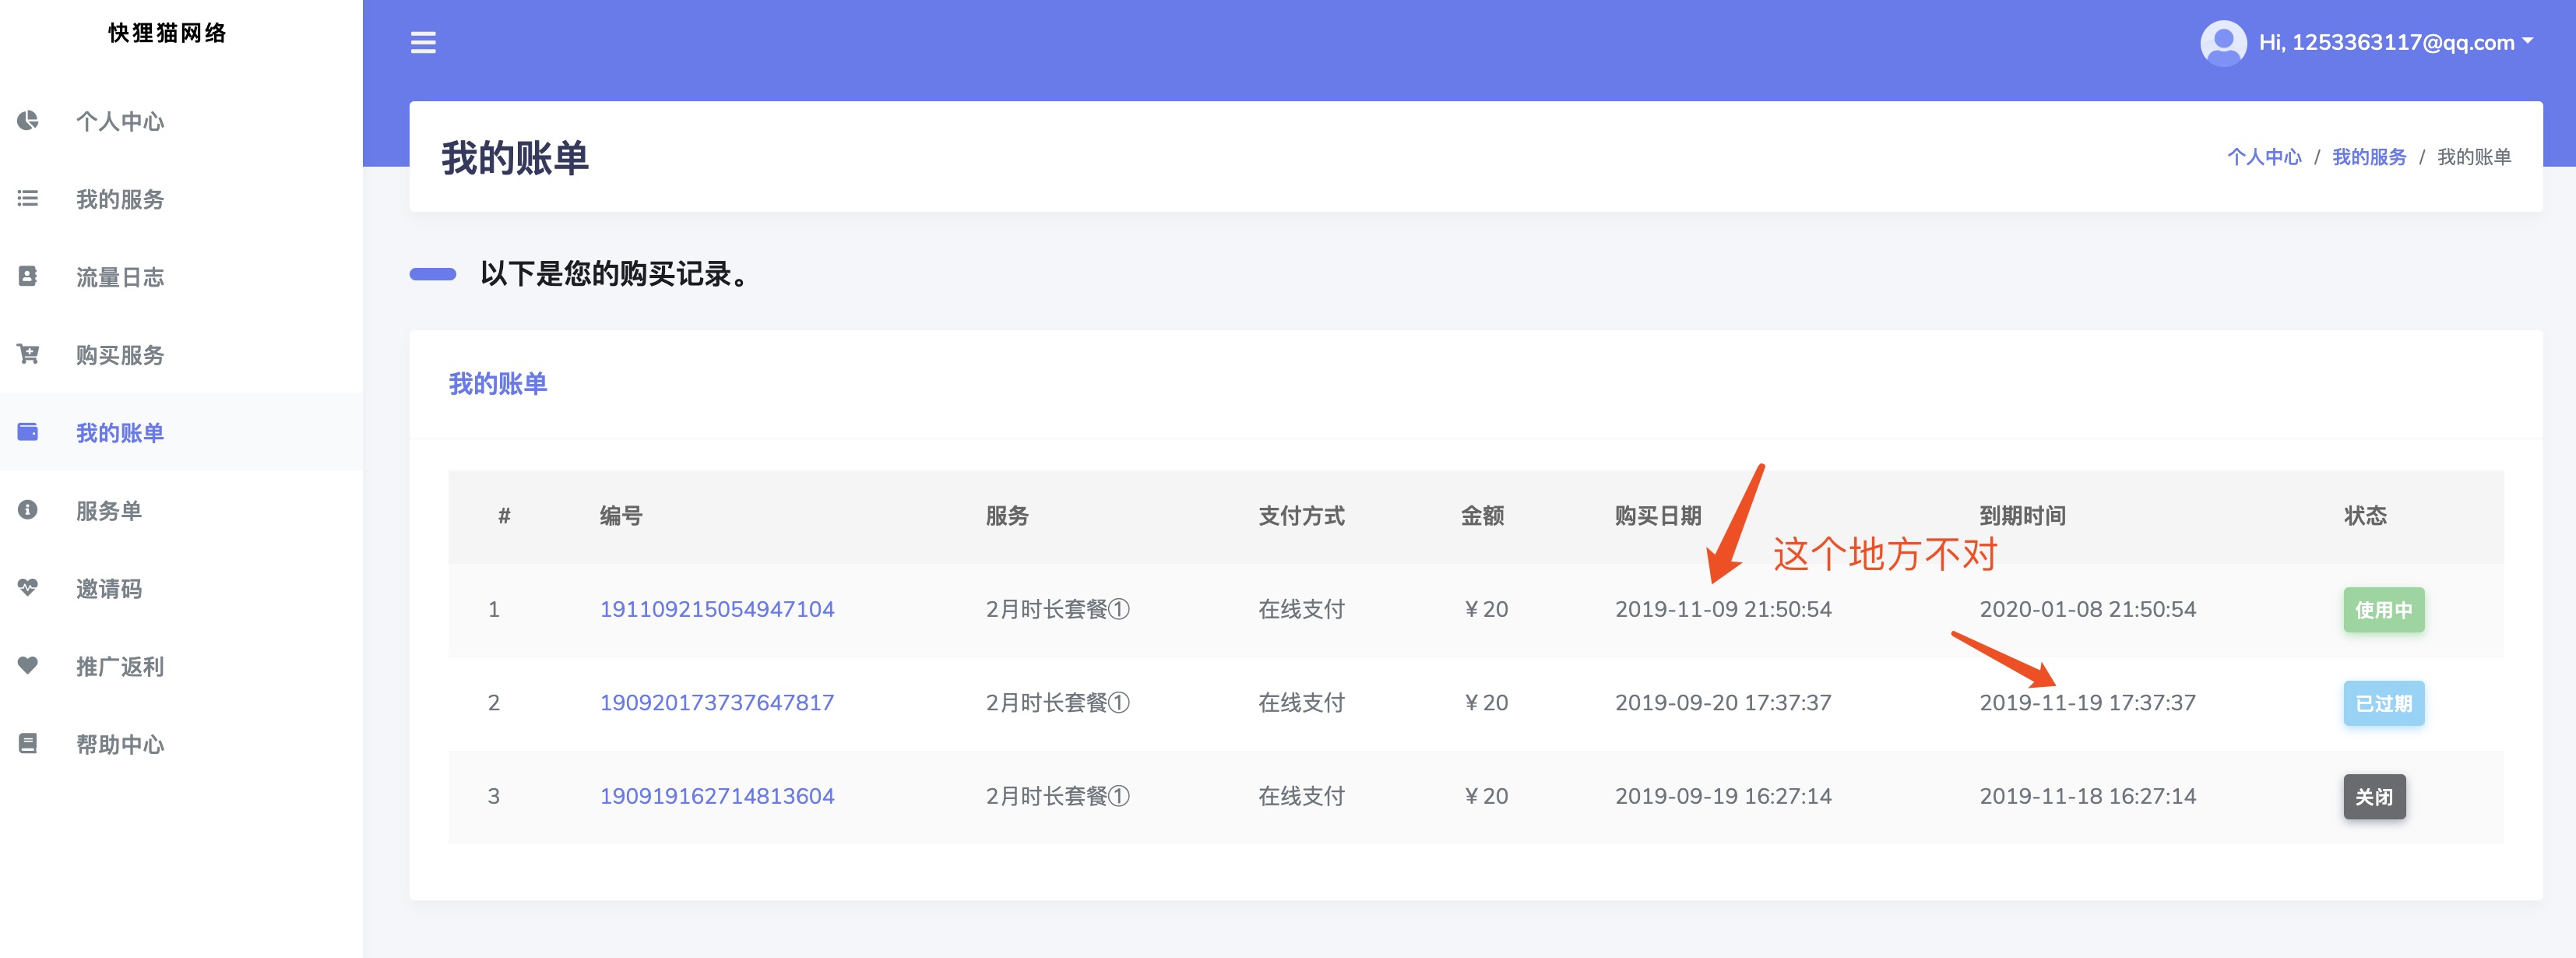 快狸猫网络
Hi, 1253363117@qq.com
个人中心
我的服务
流量日志
购买服务
我的账单
服务单
邀请码
推广返利
帮助中心
我的账单
个人中心 / 我的服务 / 我的账单
以下是您的购买记录。
我的账单
# 编号 服务 支付方式 金额 购买日期 到期时间 状态
这个地方不对
1 191109215054947104 2月时长套餐① 在线支付 ￥20 2019-11-09 21:50:54 2020-01-08 21:50:54 使用中
2 190920173737647817 2月时长套餐① 在线支付 ￥20 2019-09-20 17:37:37 2019-11-19 17:37:37 已过期
3 190919162714813604 2月时长套餐① 在线支付 ￥20 2019-09-19 16:27:14 2019-11-18 16:27:14 关闭